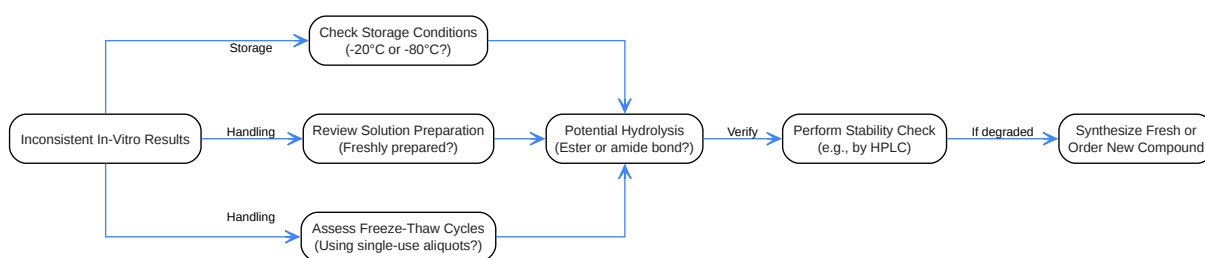 Check Storage Conditions
(-20°C or -80°C?)
Storage
Inconsistent In-Vitro Results
Handling
Review Solution Preparation
(Freshly prepared?)
Potential Hydrolysis
(Ester or amide bond?)
Verify
Perform Stability Check
(e.g., by HPLC)
If degraded
Synthesize Fresh or
Order New Compound
Handling
Assess Freeze-Thaw Cycles
(Using single-use aliquots?)